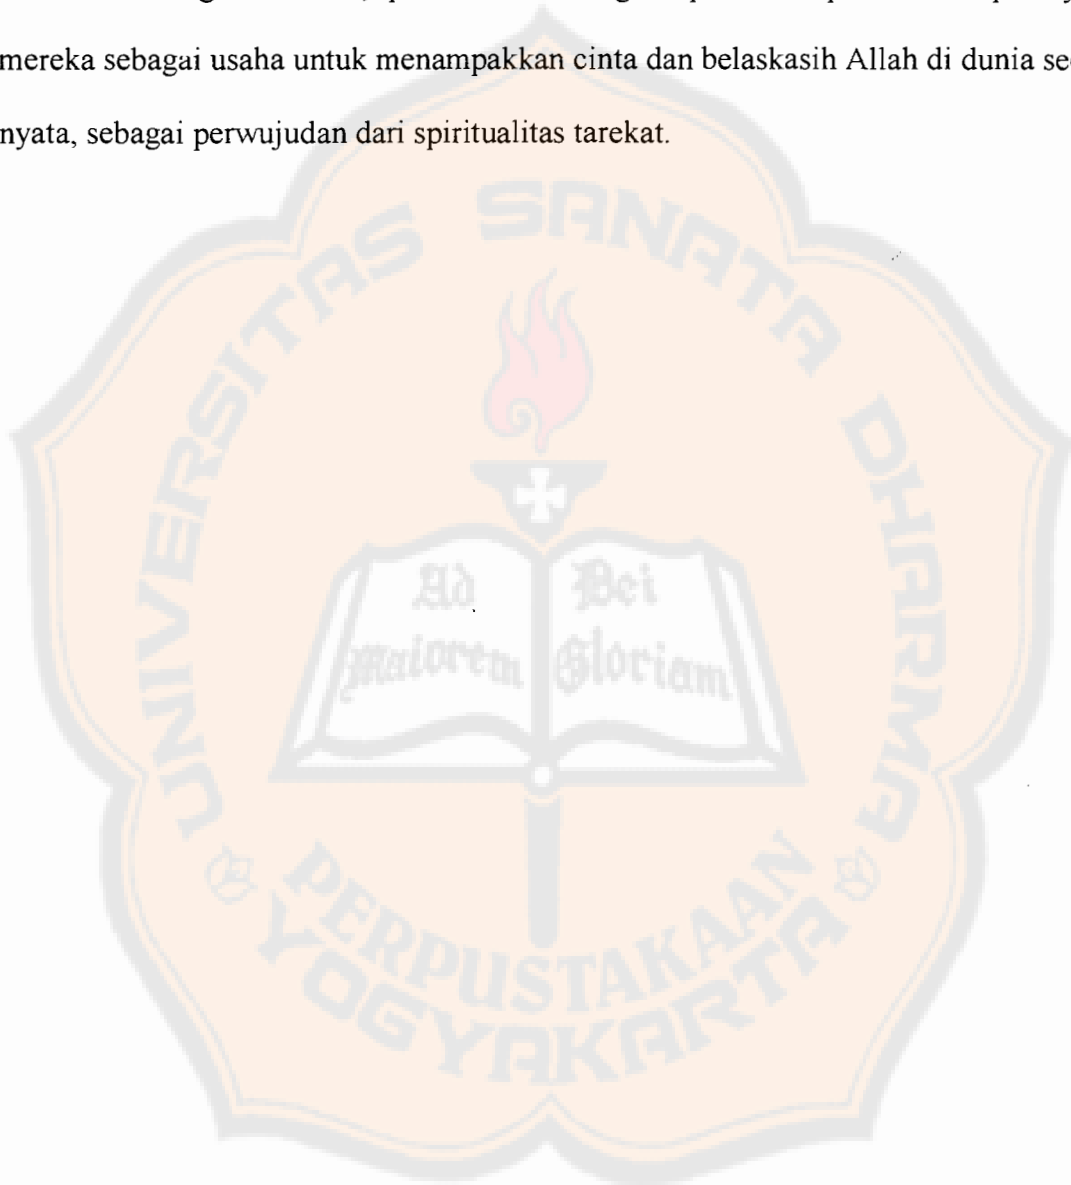 mereka sebagai usaha untuk menampakkan cinta dan belaskasih Allah di dunia
nyata, sebagai perwujudan dari spiritualitas tarekat.
UNIVERSITAS SANATA DHARMA
Ad Dei
Maiorem Gloriam
PERPUSTAKAAN
YOGYAKARTA